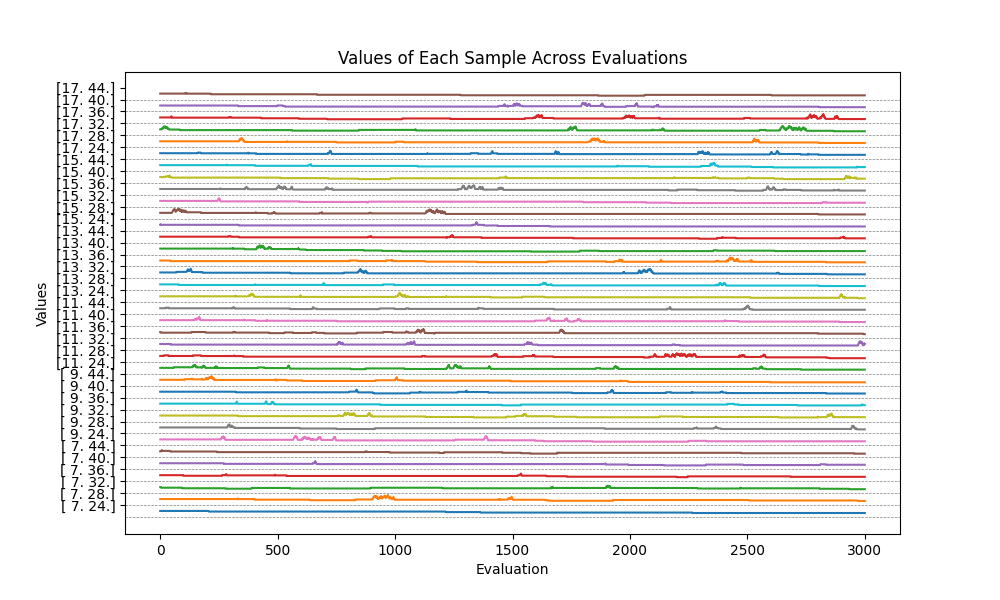 Values of Each Sample Across Evaluations
[17. 44.]
[17. 40.]
[17. 36.]
[17. 32.]
[17. 28.]
[17. 24.]
[15. 44.]
[15. 40.]
[15. 36.]
[15. 32.]
[15. 28.]
[15. 24.]
[13. 44.]
[13. 40.]
[13. 36.]
[13. 32.]
[13. 28.]
[13. 24.]
[11. 44.]
[11. 40.]
[11. 36.]
[11. 32.]
[11. 28.]
[11. 24.]
[ 9. 44.]
[ 9. 40.]
[ 9. 36.]
[ 9. 32.]
[ 9. 28.]
[ 9. 24.]
[ 7. 44.]
[ 7. 40.]
[ 7. 36.]
[ 7. 32.]
[ 7. 28.]
[ 7. 24.]
Values
0 500 1000 1500 2000 2500 3000
Evaluation